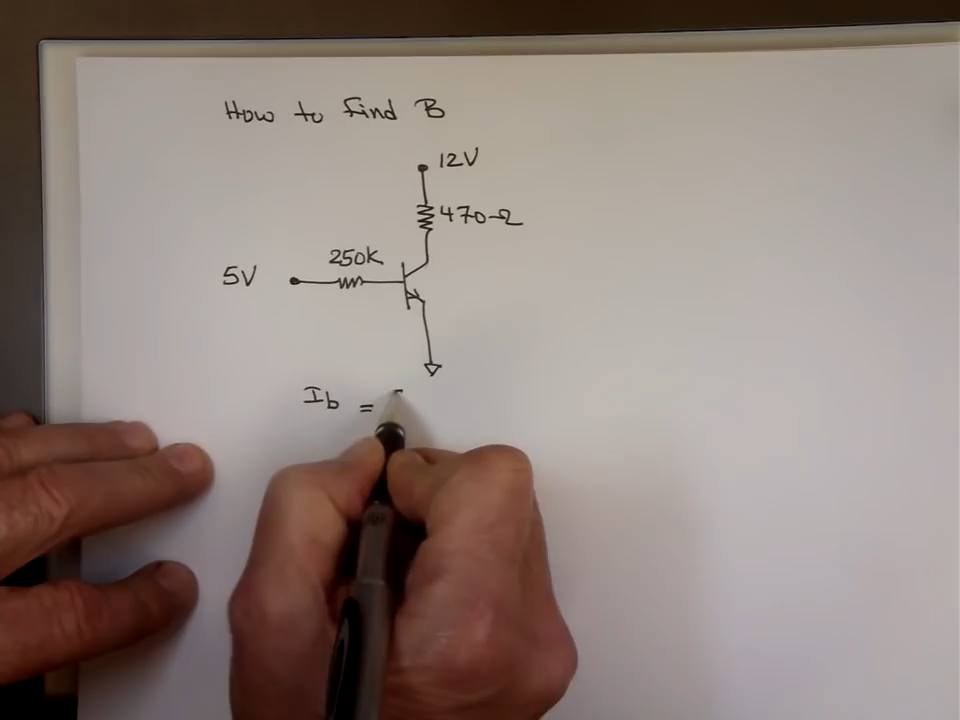 How to find B
12V
470Ω
250K
5V
Ib =